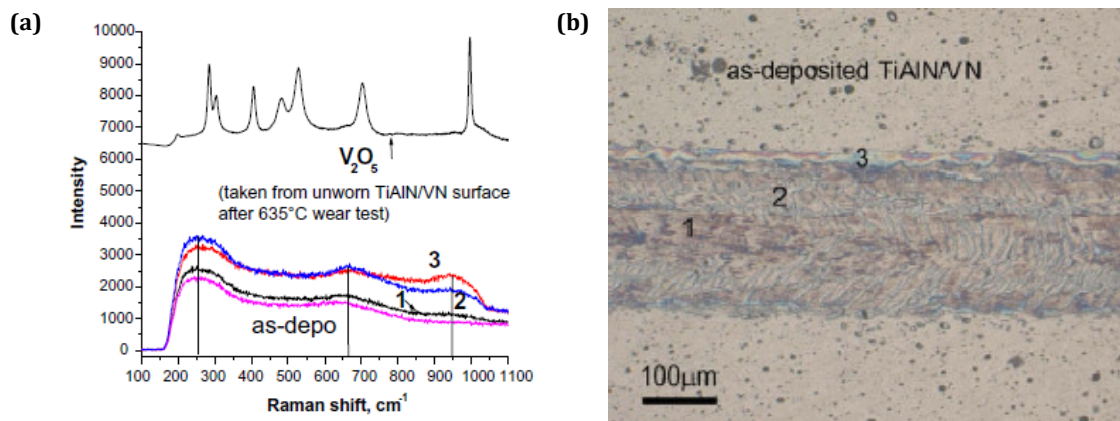 (a)
10000
9000
8000
7000
6000
5000
4000
3000
2000
1000
0
Intensity
V₂O₅
(taken from unworn TiAlN/VN surface
after 635°C wear test)
3
1
2
as-depo
100 200 300 400 500 600 700 800 900 1000 1100
Raman shift, cm⁻¹
(b)
as-deposited TiAlN/VN
3
2
1
100μm